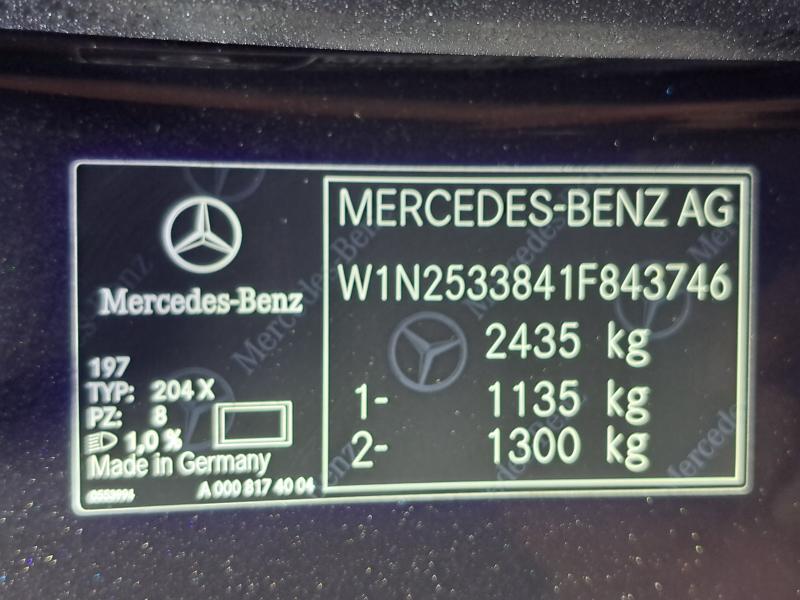 Mercedes-Benz
197
TYP: 204 X
PZ: 8
1,0 %
Made in Germany
A 000 817 40 04
MERCEDES-BENZ AG
W1N2533841F843746
2435 kg
1- 1135 kg
2- 1300 kg